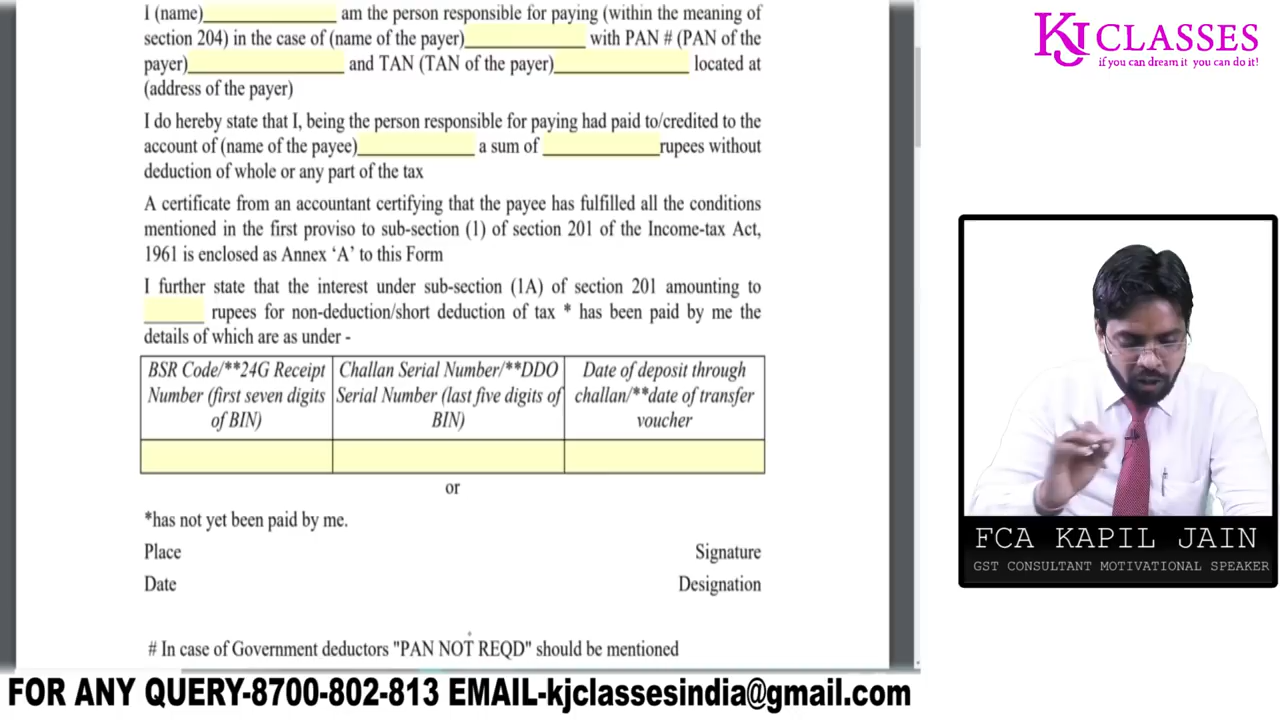 I (name)______________ am the person responsible for paying (within the meaning of
section 204) in the case of (name of the payer)_____________ with PAN # (PAN of the
payer)________________ and TAN (TAN of the payer)______________ located at
(address of the payer)
I do hereby state that I, being the person responsible for paying had paid to/credited to the
account of (name of the payee)____________ a sum of ____________rupees without
deduction of whole or any part of the tax
A certificate from an accountant certifying that the payee has fulfilled all the conditions
mentioned in the first proviso to sub-section (1) of section 201 of the Income-tax Act,
1961 is enclosed as Annex ‘A’ to this Form
I further state that the interest under sub-section (1A) of section 201 amounting to
______ rupees for non-deduction/short deduction of tax * has been paid by me the
details of which are as under -
BSR Code/**24G Receipt
Number (first seven digits
of BIN)
Challan Serial Number/**DDO
Serial Number (last five digits of
BIN)
Date of deposit through
challan/**date of transfer
voucher
or
*has not yet been paid by me.
Place
Signature
Date
Designation
# In case of Government deductors "PAN NOT REQD" should be mentioned
KJ CLASSES
if you can dream it you can do it!
FCA KAPIL JAIN
GST CONSULTANT MOTIVATIONAL SPEAKER
FOR ANY QUERY-8700-802-813 EMAIL-kjclassesindia@gmail.com